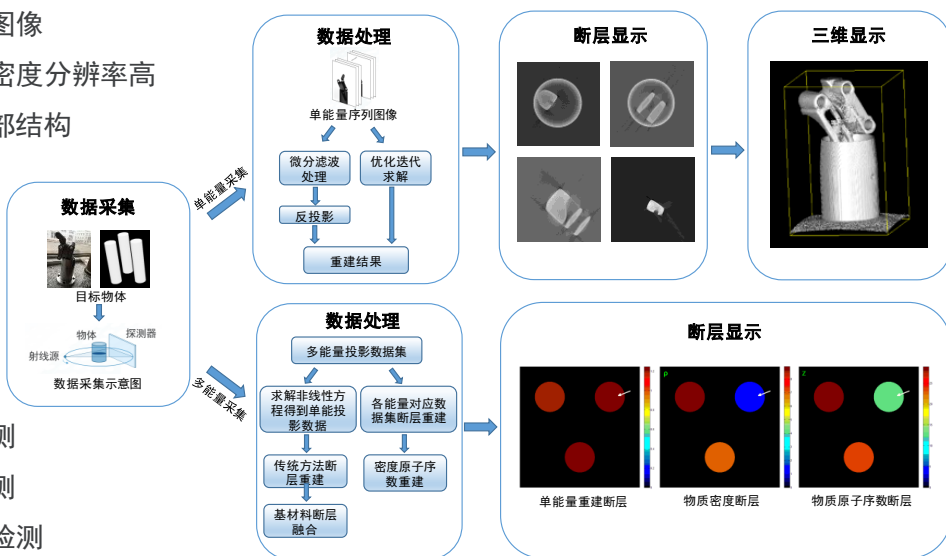 图像
密度分辨率高
部结构
数据采集
目标物体
物体
探测器
射线源
数据采集示意图
单能量采集
多能量采集
数据处理
单能量序列图像
微分滤波
处理
优化迭代
求解
反投影
重建结果
断层显示
三维显示
数据处理
多能量投影数据集
求解非线性方
程得到单能投
影数据
各能量对应数
据集断层重建
传统方法断
层重建
密度原子序
数重建
基材料断层
融合
断层显示
ρ
Z
单能量重建断层
物质密度断层
物质原子序数断层
测
测
检测